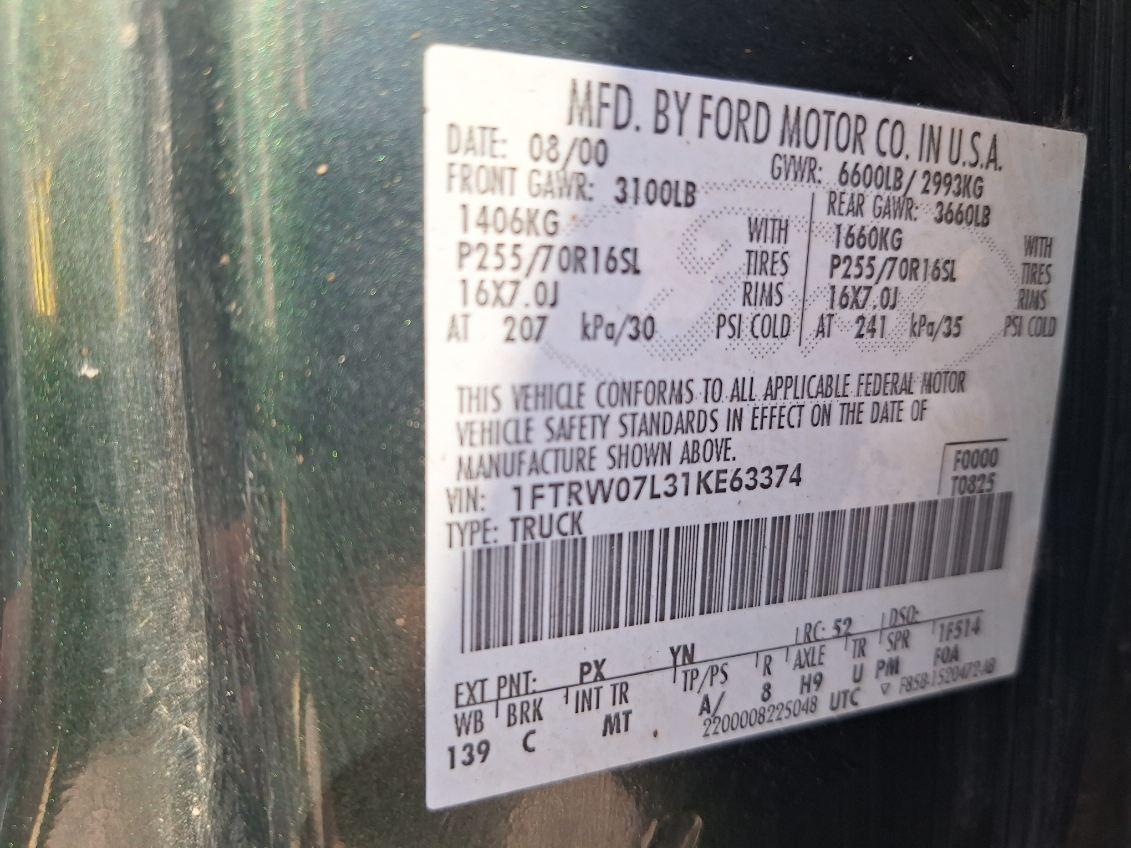 MFD. BY FORD MOTOR CO. IN U.S.A.
DATE: 08/00 GVWR: 6600LB/ 2993KG
FRONT GAWR: 3100LB REAR GAWR: 3660LB
1406KG WITH 1660KG WITH
P255/70R16SL TIRES P255/70R16SL TIRES
16X7.0J RIMS 16X7.0J RIMS
AT 207 kPa/30 PSI COLD AT 241 kPa/35 PSI COLD
THIS VEHICLE CONFORMS TO ALL APPLICABLE FEDERAL MOTOR
VEHICLE SAFETY STANDARDS IN EFFECT ON THE DATE OF
MANUFACTURE SHOWN ABOVE.
F0000
VIN: 1FTRW07L31KE63374 T0825
TYPE: TRUCK
EXT PNT: PX YN RC: 52 DSO:
WB BRK INT TR TP/PS R AXLE TR SPR 1F514
139 C MT A/ 8 H9 U PM F0A
2200008225048 UTC